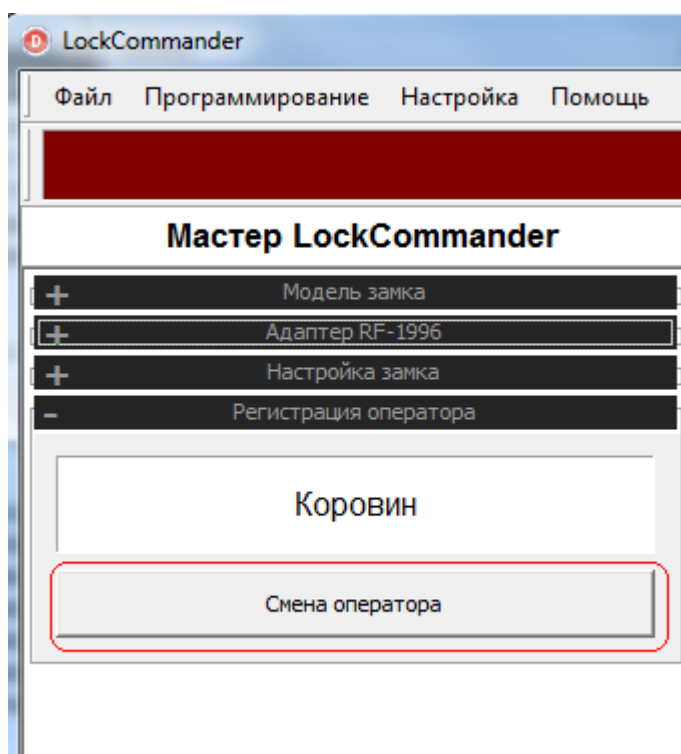 D LockCommander
Файл Программирование Настройка Помощь
Мастер LockCommander
+ Модель замка
+ Адаптер RF-1996
+ Настройка замка
- Регистрация оператора
Коровин
Смена оператора